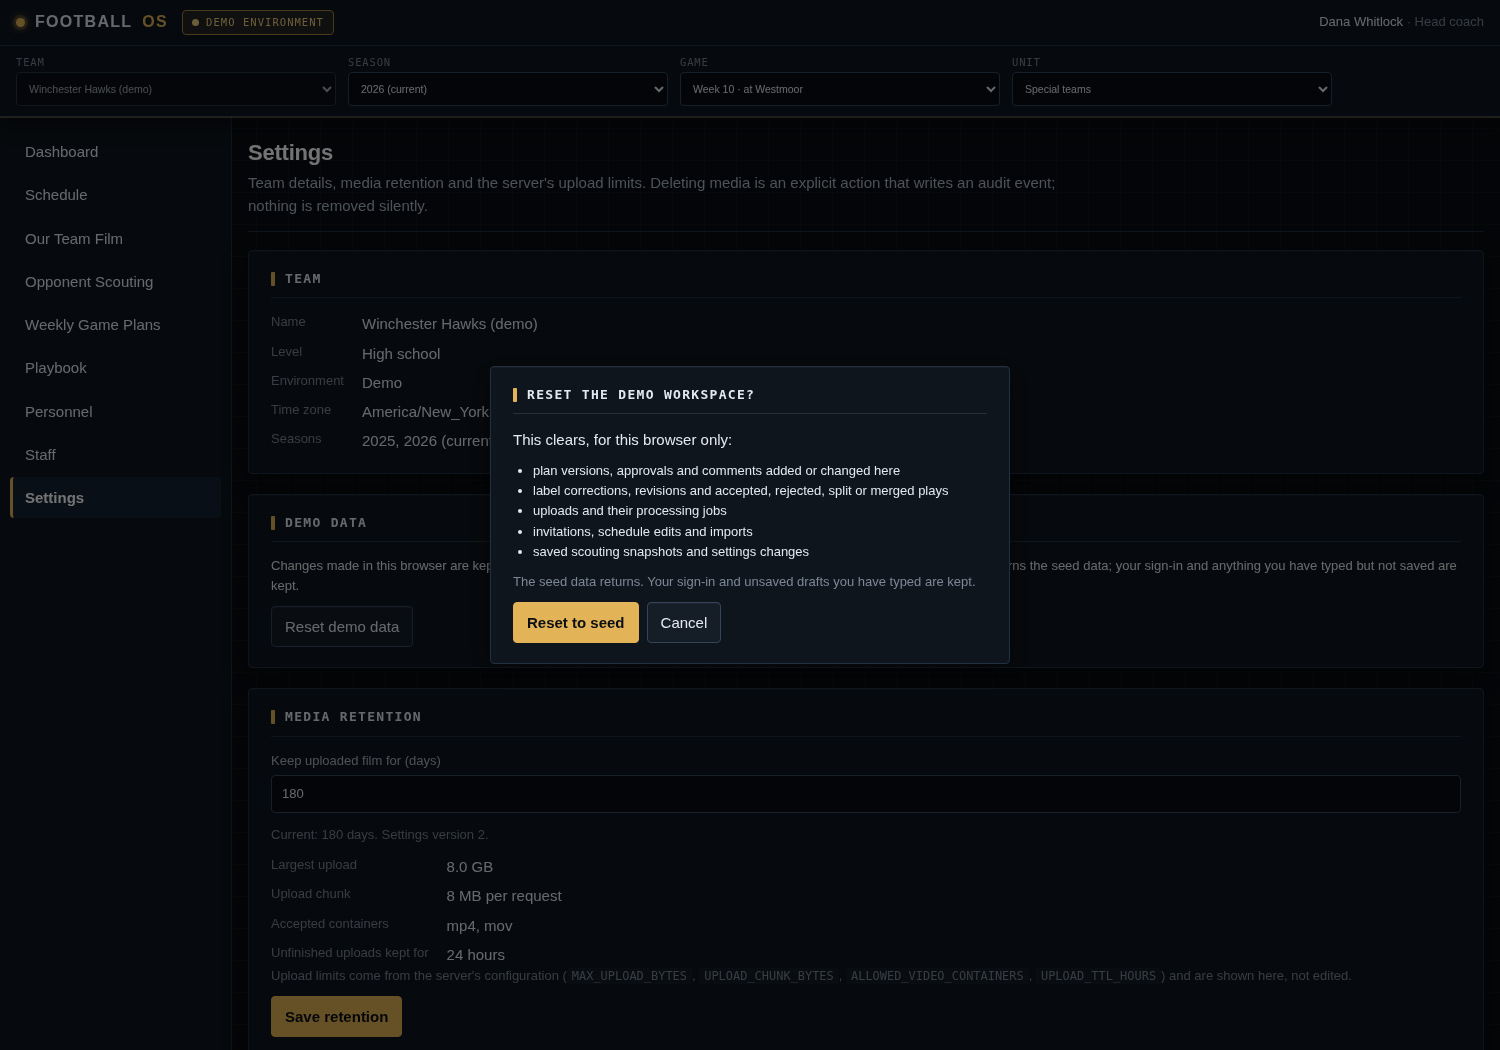 FOOTBALL OS
DEMO ENVIRONMENT
Dana Whitlock · Head coach
TEAM
SEASON
GAME
UNIT
Winchester Hawks (demo)
2026 (current)
Week 10 · at Westmoor
Special teams
Dashboard
Schedule
Our Team Film
Opponent Scouting
Weekly Game Plans
Playbook
Personnel
Staff
Settings
Settings
Team details, media retention and the server's upload limits. Deleting media is an explicit action that writes an audit event;
nothing is removed silently.
TEAM
Name Winchester Hawks (demo)
Level High school
Environment Demo
Time zone America/New_York
Seasons 2025, 2026 (current
DEMO DATA
Changes made in this browser are
the seed data; your sign-in and anything you have typed but not saved are
kept.
Reset demo data
RESET THE DEMO WORKSPACE?
This clears, for this browser only:
• plan versions, approvals and comments added or changed here
• label corrections, revisions and accepted, rejected, split or merged plays
• uploads and their processing jobs
• invitations, schedule edits and imports
• saved scouting snapshots and settings changes
The seed data returns. Your sign-in and unsaved drafts you have typed are kept.
Reset to seed
Cancel
MEDIA RETENTION
Keep uploaded film for (days)
180
Current: 180 days. Settings version 2.
Largest upload 8.0 GB
Upload chunk 8 MB per request
Accepted containers mp4, mov
Unfinished uploads kept for 24 hours
Upload limits come from the server's configuration ( MAX_UPLOAD_BYTES , UPLOAD_CHUNK_BYTES , ALLOWED_VIDEO_CONTAINERS , UPLOAD_TTL_HOURS ) and are shown here, not edited.
Save retention